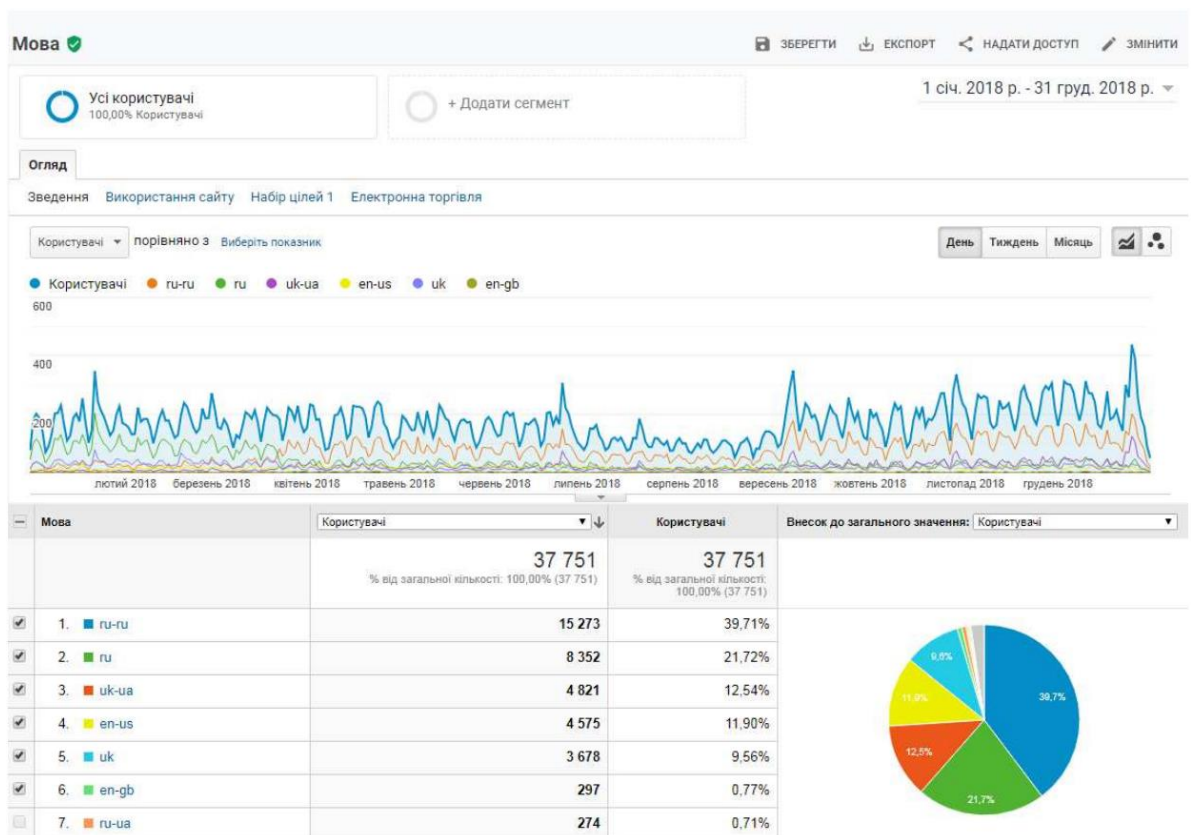 Мова
ЗБЕРЕГТИ ЕКСПОРТ НАДАТИ ДОСТУП ЗМІНИТИ
Усі користувачі
100,00% Користувачі
+ Додати сегмент
1 січ. 2018 р. - 31 груд. 2018 р.
Огляд
Зведення Використання сайту Набір цілей 1 Електронна торгівля
Користувачі порівняно з Виберіть показник
День Тиждень Місяць
Користувачі ru-ru ru uk-ua en-us uk en-gb
600
400
200
лютий 2018 березень 2018 квітень 2018 травень 2018 червень 2018 липень 2018 серпень 2018 вересень 2018 жовтень 2018 листопад 2018 грудень 2018
Мова Користувачі Користувачі Внесок до загального значення: Користувачі
37 751 37 751
% від загальної кількості: 100,00% (37 751) % від загальної кількості:
100,00% (37 751)
1. ru-ru 15 273 39,71%
2. ru 8 352 21,72%
3. uk-ua 4 821 12,54%
4. en-us 4 575 11,90%
5. uk 3 678 9,56%
6. en-gb 297 0,77%
7. ru-ua 274 0,71%
9,6%
39,7%
11,9%
12,5%
21,7%